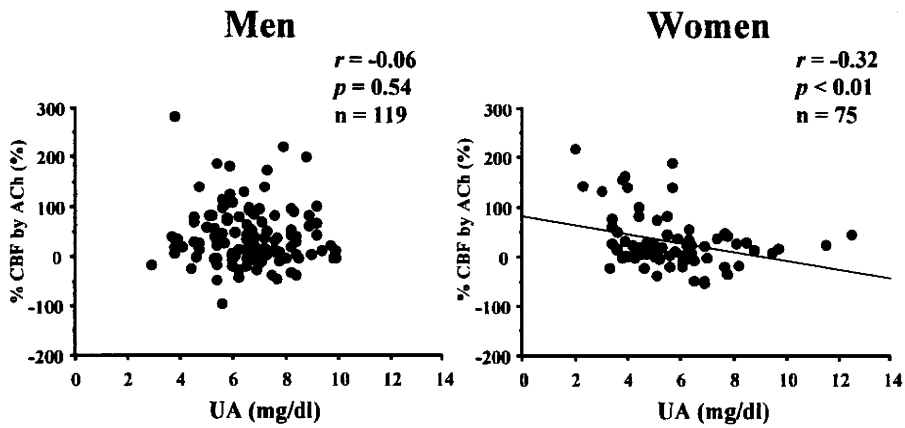 Men
r = -0.06
p = 0.54
n = 119
% CBF by ACh (%)
300
200
100
0
-100
-200
0 2 4 6 8 10 12 14
UA (mg/dl)
Women
r = -0.32
p < 0.01
n = 75
% CBF by ACh (%)
300
200
100
0
-100
-200
0 2 4 6 8 10 12 14
UA (mg/dl)